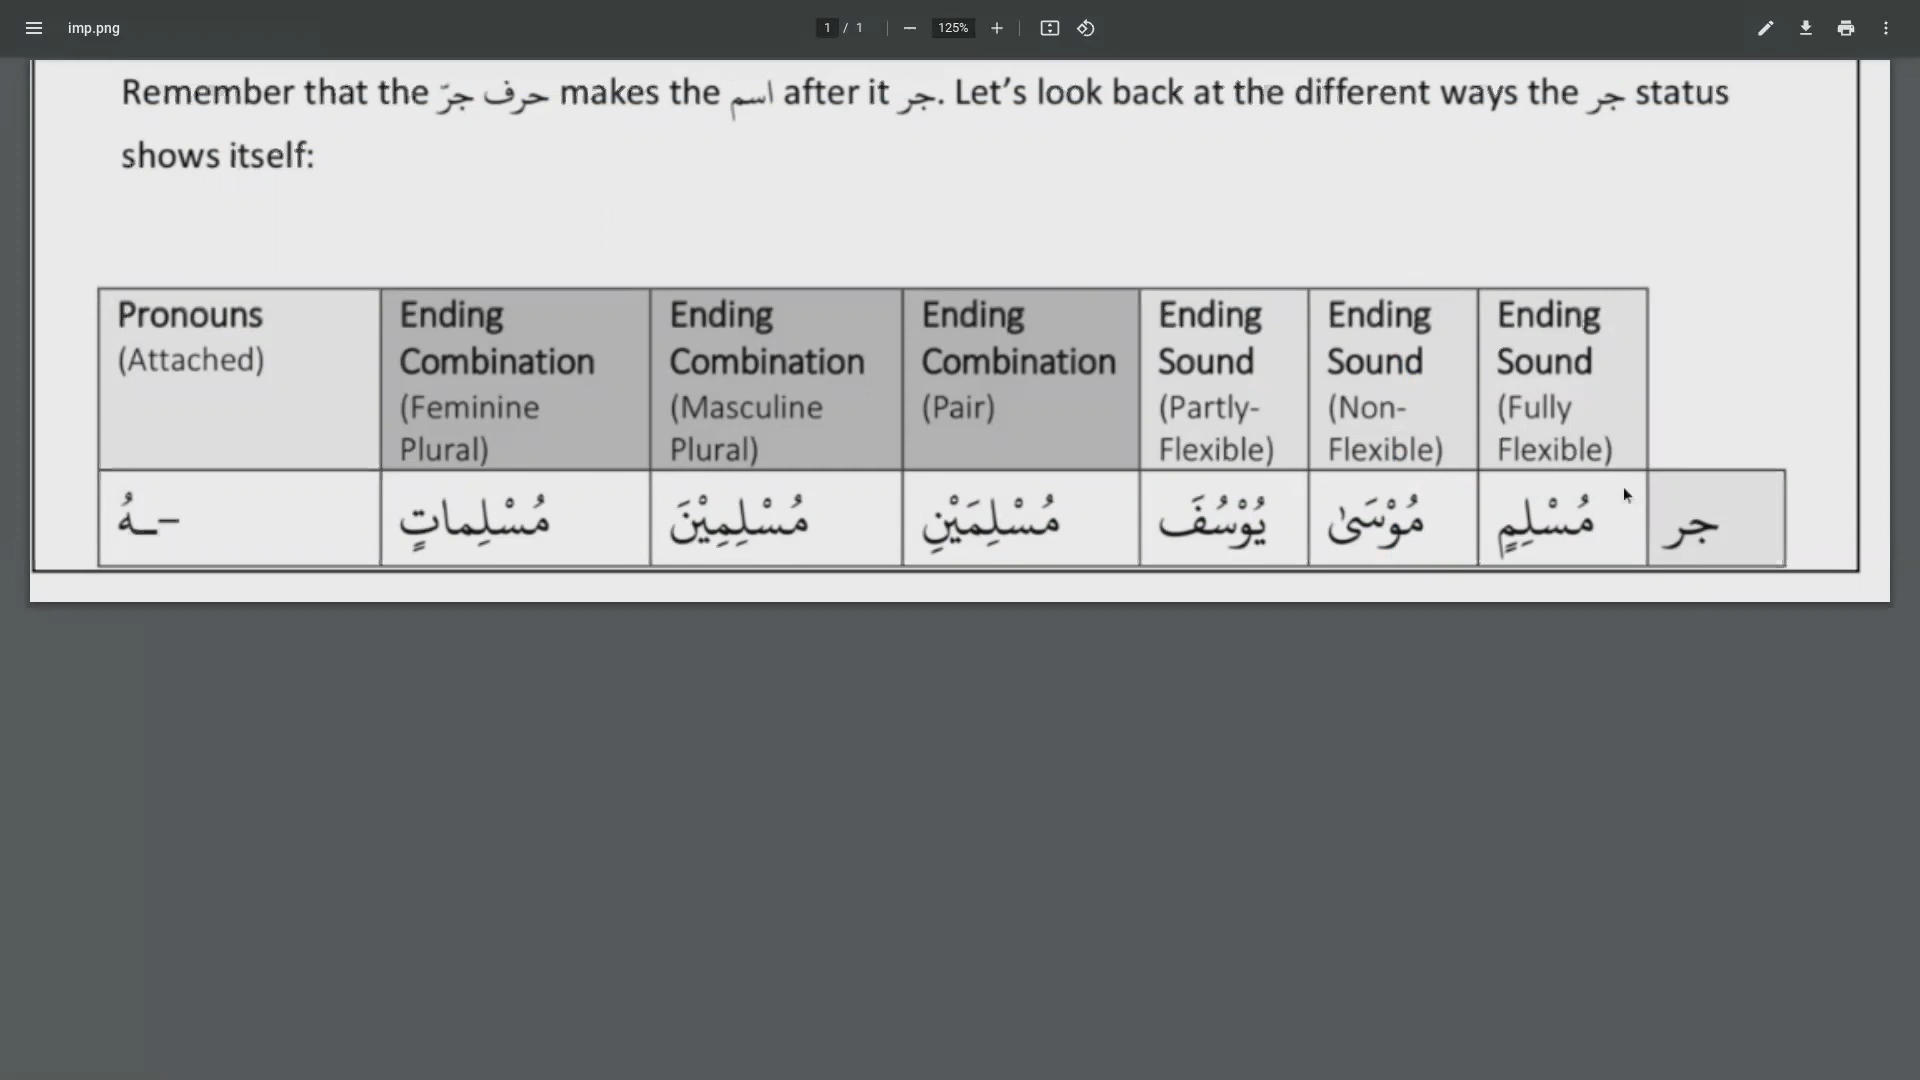 imp.png
1 / 1
125%
Remember that the حرف جرّ makes the اسم after it جر. Let’s look back at the different ways the جر status
shows itself:
Pronouns
(Attached)
Ending
Combination
(Feminine
Plural)
Ending
Combination
(Masculine
Plural)
Ending
Combination
(Pair)
Ending
Sound
(Partly-
Flexible)
Ending
Sound
(Non-
Flexible)
Ending
Sound
(Fully
Flexible)
–ـهُ
مُسْلِماتٍ
مُسْلِمِيْنَ
مُسْلِمَيْنِ
يُوْسُفَ
مُوْسَىٰ
مُسْلِمٍ
جر